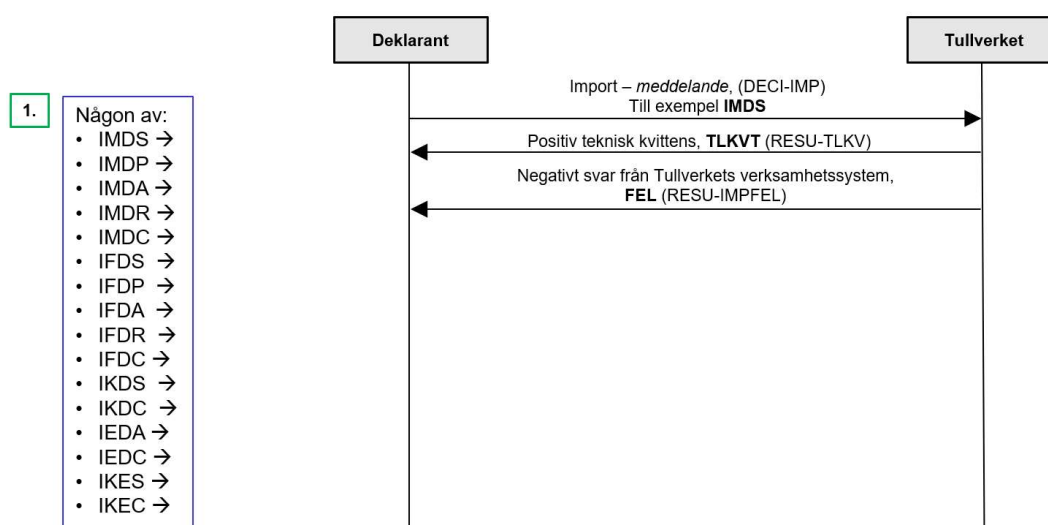 Deklarant
Tullverket
Import – meddelande, (DECI-IMP)
Till exempel IMDS
Positiv teknisk kvittens, TLKVT (RESU-TLKV)
Negativt svar från Tullverkets verksamhetssystem,
FEL (RESU-IMPFEL)
1.
Någon av:
• IMDS →
• IMDP →
• IMDA →
• IMDR →
• IMDC →
• IFDS →
• IFDP →
• IFDA →
• IFDR →
• IFDC →
• IKDS →
• IKDC →
• IEDA →
• IEDC →
• IKES →
• IKEC →